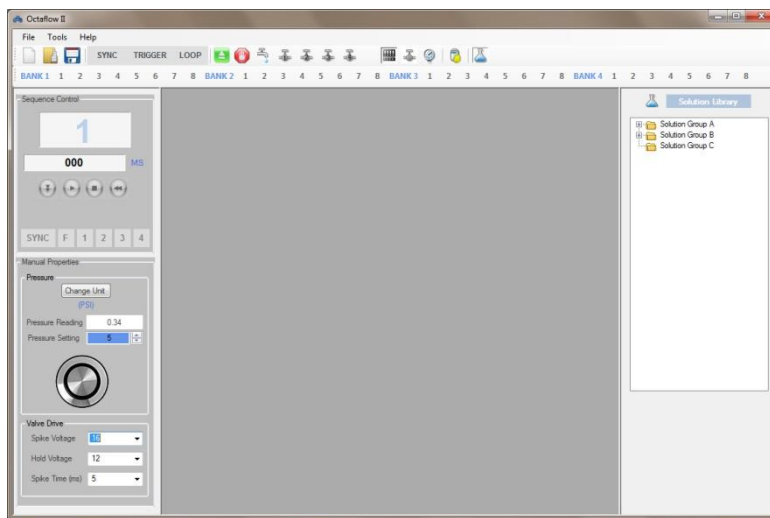 Octaflow II
File Tools Help
SYNC TRIGGER LOOP
BANK 1 1 2 3 4 5 6 7 8 BANK 2 1 2 3 4 5 6 7 8 BANK 3 1 2 3 4 5 6 7 8 BANK 4 1 2 3 4 5 6 7 8
Sequence Control
1
000 MS
SYNC F 1 2 3 4
Manual Properties
Pressure
Change Unit
(PSI)
Pressure Reading 0.34
Pressure Setting 5
Valve Drive
Spike Voltage 16
Hold Voltage 12
Spike Time (ms) 5
Solution Library
Solution Group A
Solution Group B
Solution Group C